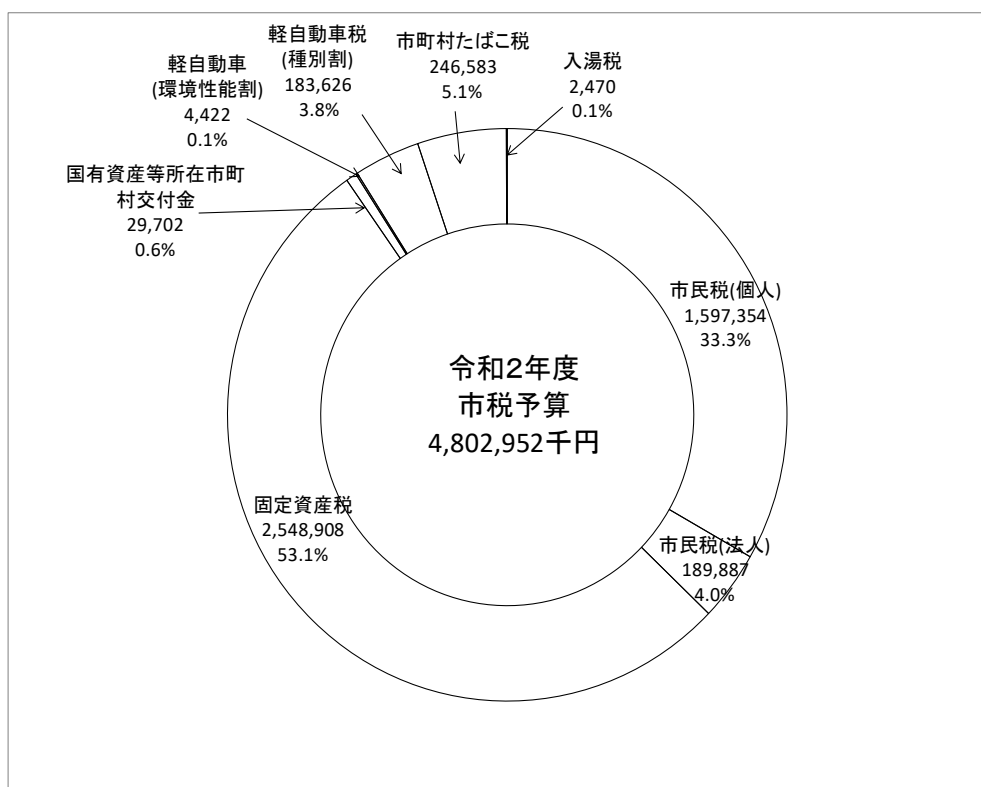 軽自動車税
(種別割)
183,626
3.8%
市町村たばこ税
246,583
5.1%
入湯税
2,470
0.1%
軽自動車
(環境性能割)
4,422
0.1%
国有資産等所在市町
村交付金
29,702
0.6%
市民税(個人)
1,597,354
33.3%
令和2年度
市税予算
4,802,952千円
固定資産税
2,548,908
53.1%
市民税(法人)
189,887
4.0%